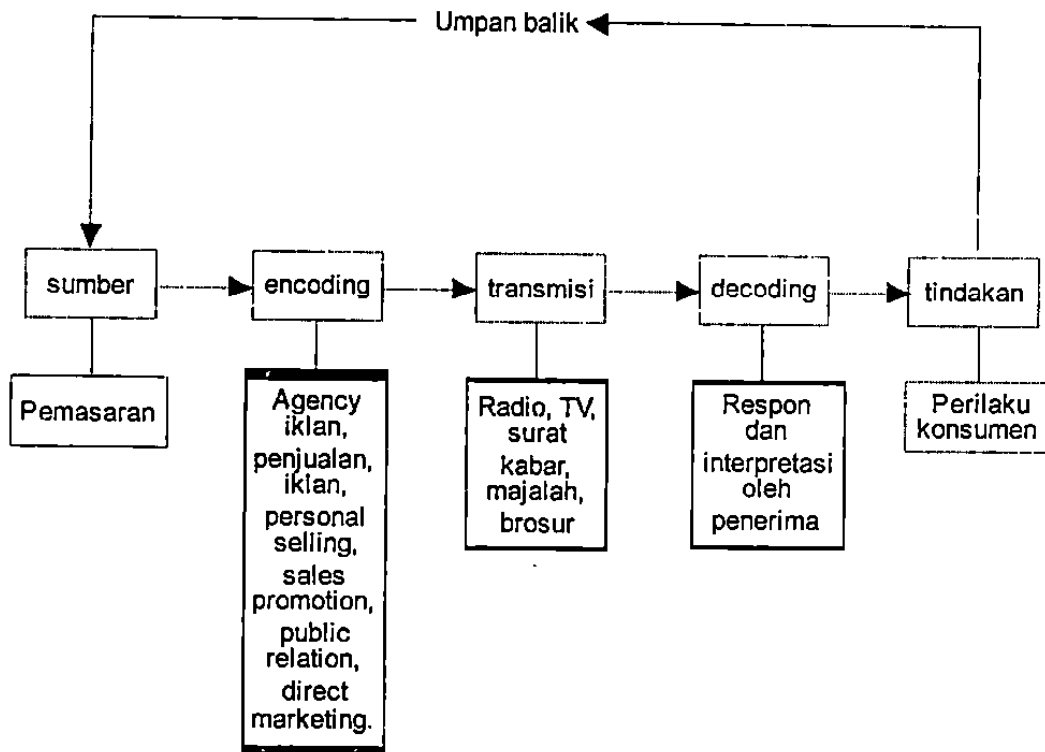 Umpan balik
sumber
encoding
transmisi
decoding
tindakan
Pemasaran
Agency
iklan,
penjualan,
iklan,
personal
selling,
sales
promotion,
public
relation,
direct
marketing.
Radio, TV,
surat
kabar,
majalah,
brosur
Respon
dan
interpretasi
oleh
penerima
Perilaku
konsumen